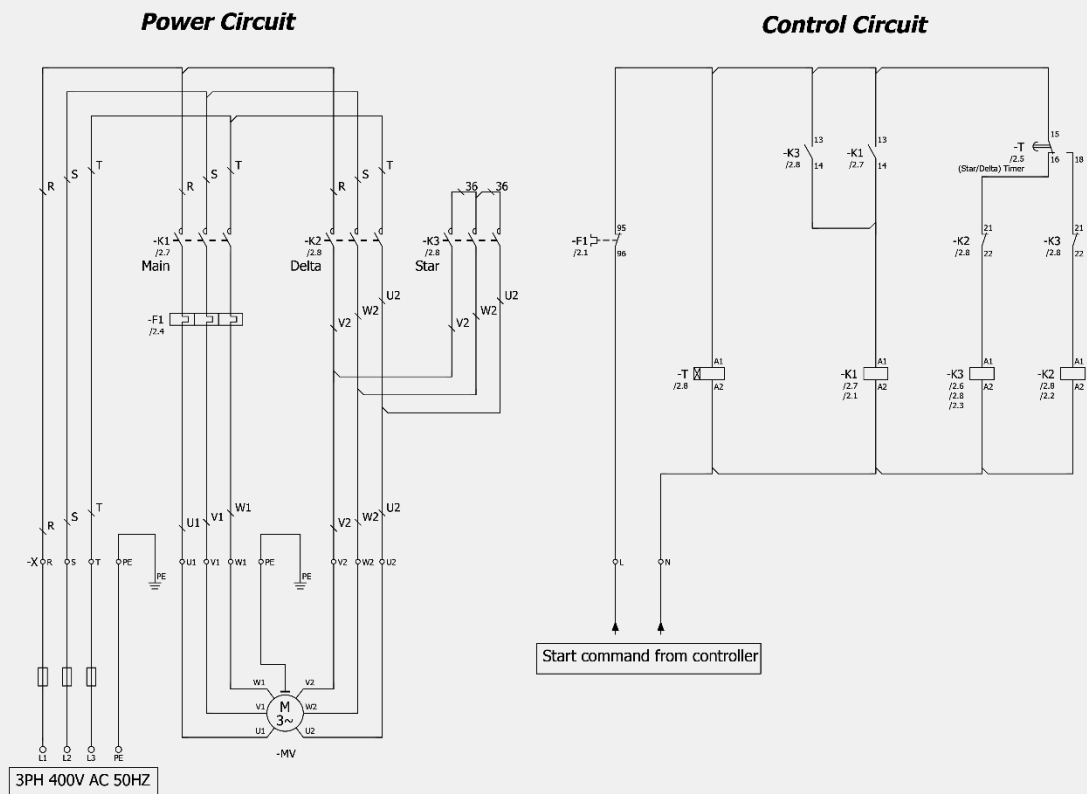 Power Circuit
Control Circuit
R
S
T
R
S
T
R
S
T
36
36
-K1
/2.7
Main
-K2
/2.8
Delta
-K3
/2.8
Star
-F1
/2.4
V2
W2
U2
V2
W2
U2
R
S
T
U1
V1
W1
V2
W2
U2
-X
R
S
T
PE
PE
U1
V1
W1
PE
PE
V2
W2
U2
W1
V2
V1
M
3~
W2
U1
U2
-MV
L1
L2
L3
PE
3PH 400V AC 50HZ
-K3
/2.8
13
14
-K1
/2.7
13
14
-T
/2.5
(Star/Delta) Timer
15
16
18
-F1
/2.1
95
96
-K2
/2.8
21
22
-K3
/2.8
21
22
-T
/2.8
A1
A2
-K1
/2.7
/2.1
A1
A2
-K3
/2.6
/2.8
/2.3
A1
A2
-K2
/2.8
/2.2
A1
A2
L
N
Start command from controller